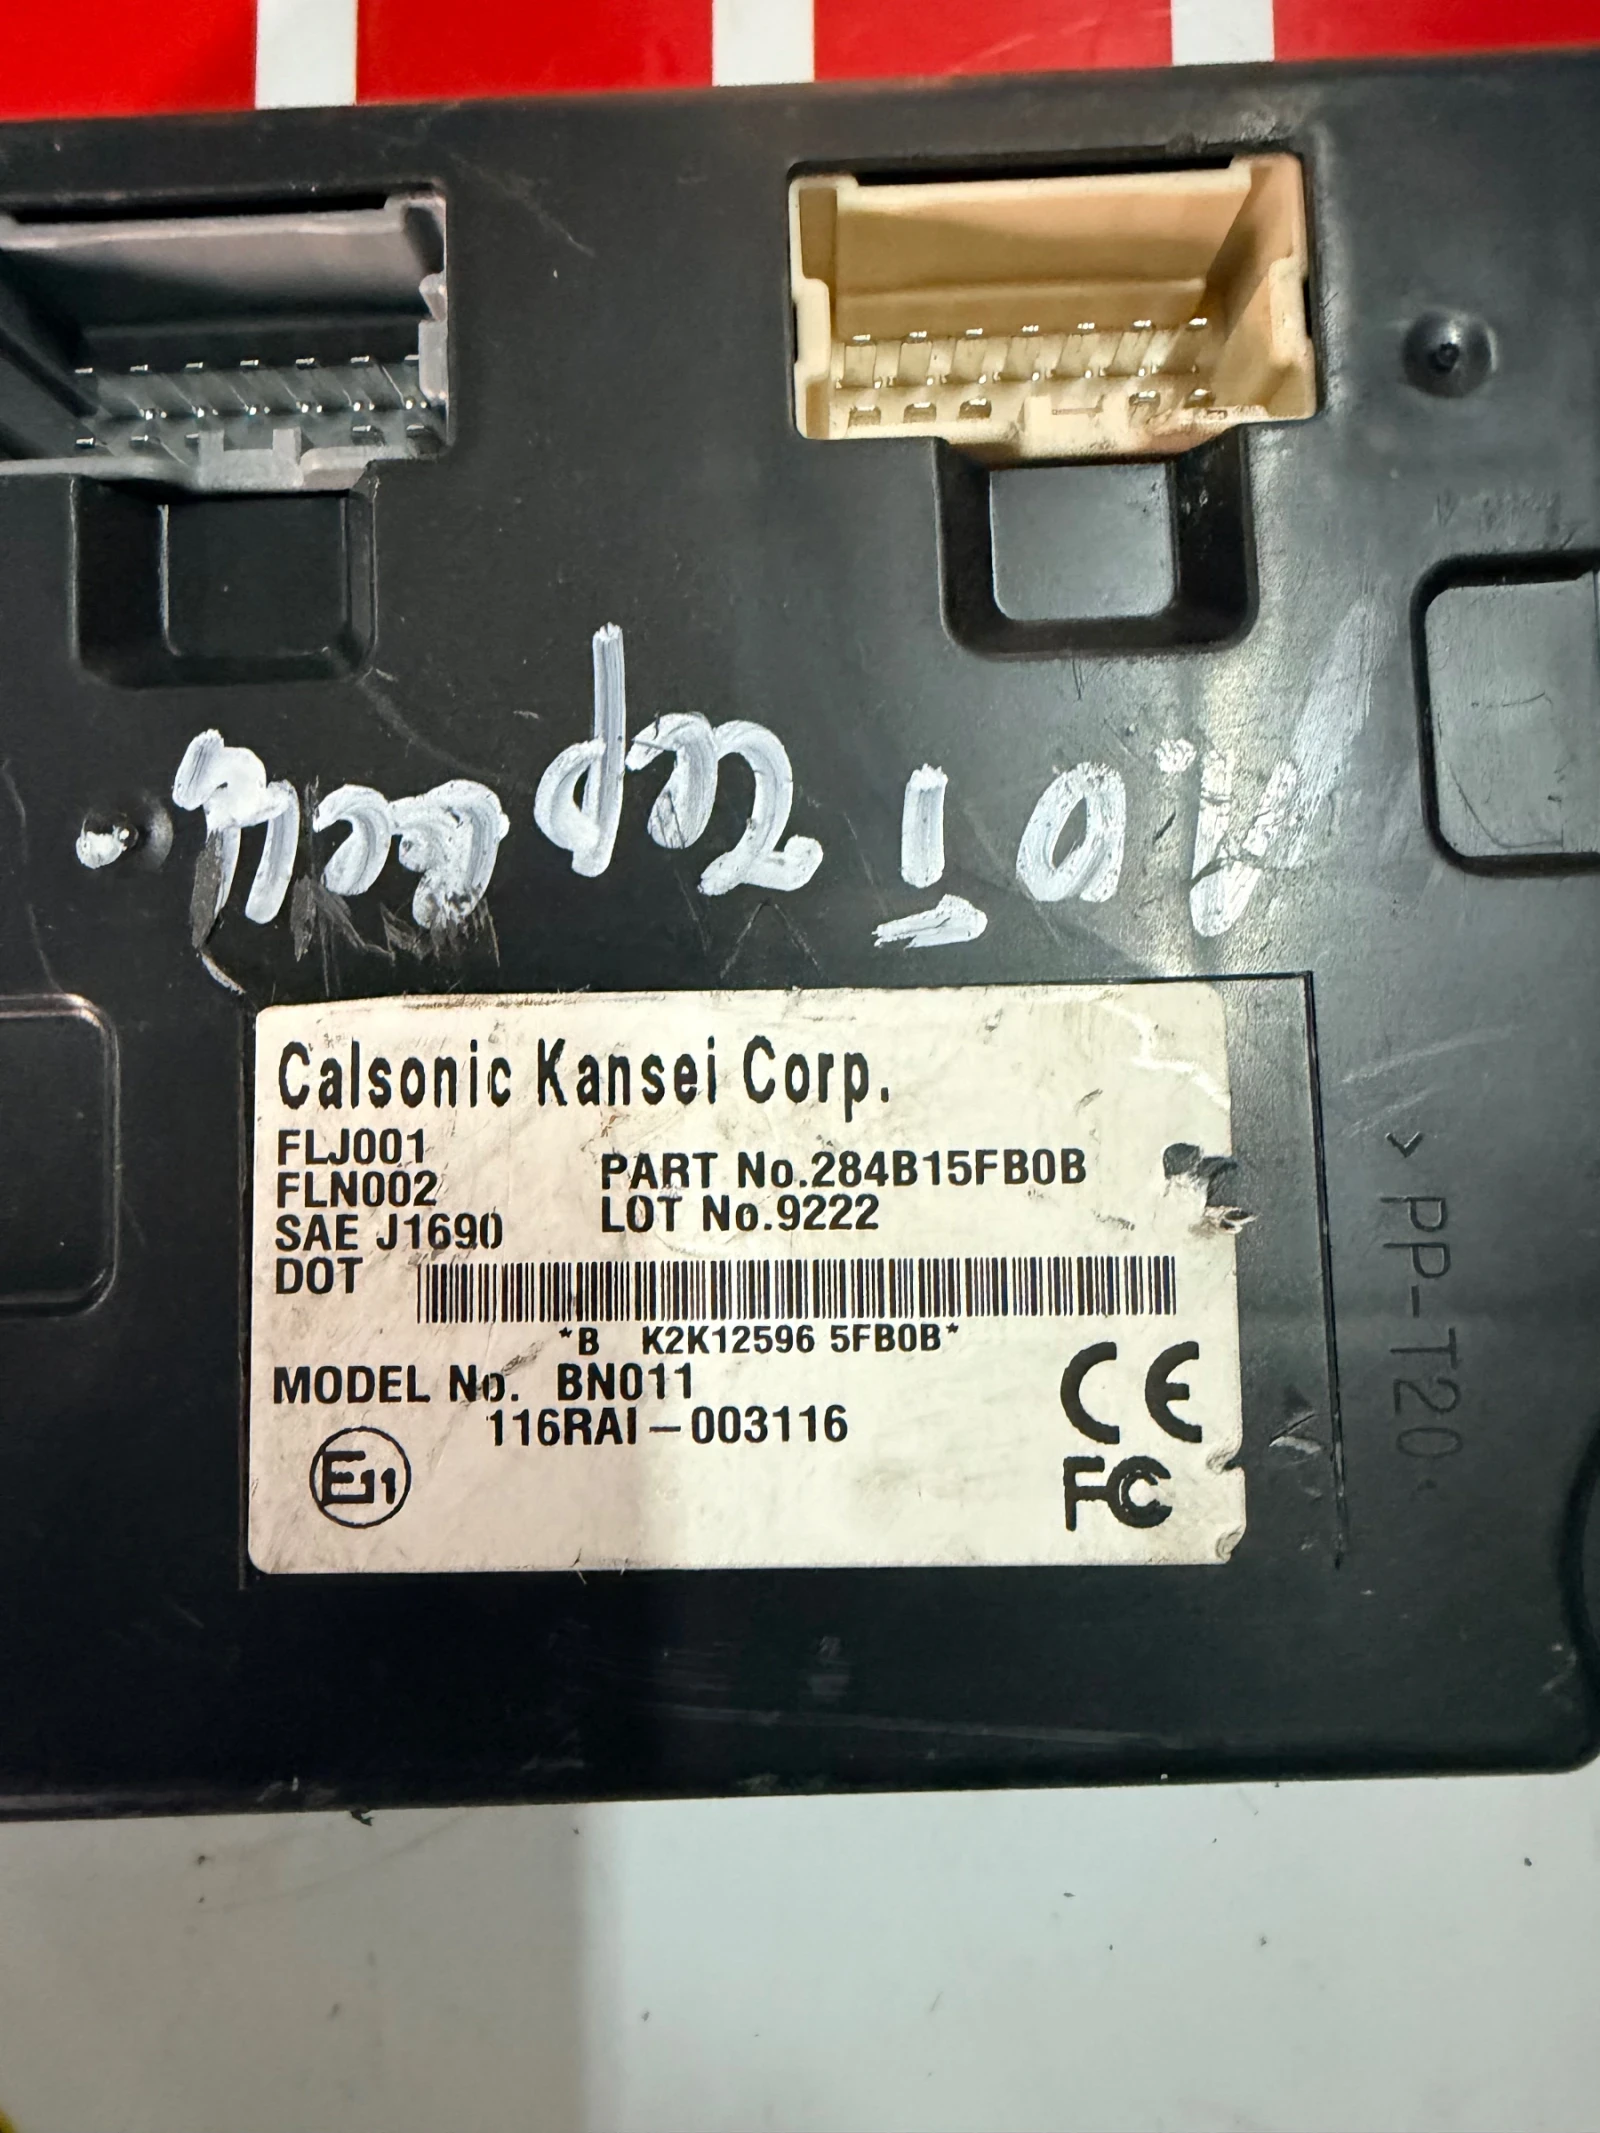 Calsonic Kansei Corp.
FLJ001
FLN002
SAE J1690
DOT
PART No.284B15FB0B
LOT No.9222
*B K2K12596 5FB0B*
MODEL No. BN011
116RAI-003116
E11
CE
FC
>PP-T20<